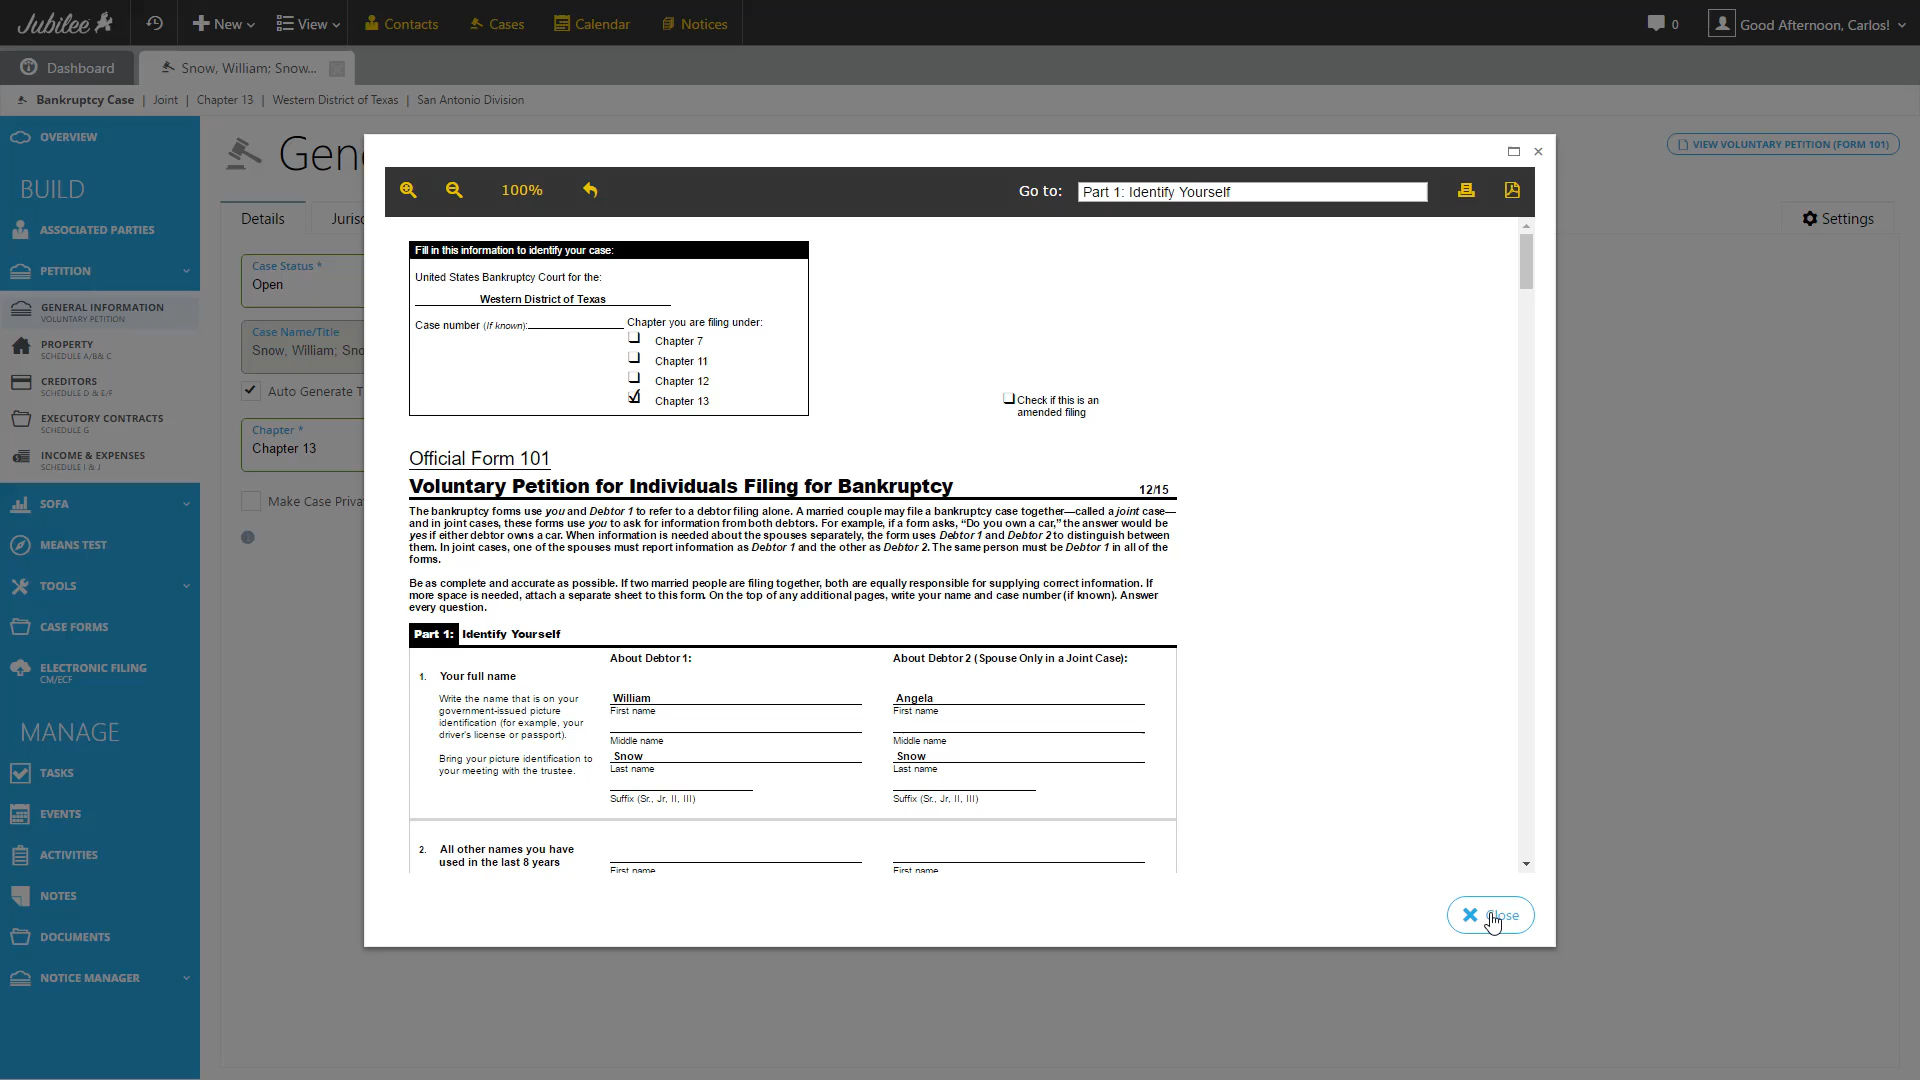 Jubilee
New
View
Contacts
Cases
Calendar
Notices
0
Good Afternoon, Carlos!
Dashboard
Snow, William; Snow...
Bankruptcy Case | Joint | Chapter 13 | Western District of Texas | San Antonio Division
OVERVIEW
BUILD
ASSOCIATED PARTIES
PETITION
GENERAL INFORMATION
VOLUNTARY PETITION
PROPERTY
SCHEDULE A/B& C
CREDITORS
SCHEDULE D & E/F
EXECUTORY CONTRACTS
SCHEDULE G
INCOME & EXPENSES
SCHEDULE I & J
SOFA
MEANS TEST
TOOLS
CASE FORMS
ELECTRONIC FILING
CM/ECF
MANAGE
TASKS
EVENTS
ACTIVITIES
NOTES
DOCUMENTS
NOTICE MANAGER
Gene
VIEW VOLUNTARY PETITION (FORM 101)
Details
Jurisc
Settings
Case Status *
Open
Case Name/Title
Snow, William; Sno
Auto Generate T
Chapter *
Chapter 13
Make Case Priva
100%
Go to:
Part 1: Identify Yourself
Fill in this information to identify your case:
United States Bankruptcy Court for the:
Western District of Texas
Case number (If known):
Chapter you are filing under:
Chapter 7
Chapter 11
Chapter 12
Chapter 13
Check if this is an
amended filing
Official Form 101
Voluntary Petition for Individuals Filing for Bankruptcy
12/15
The bankruptcy forms use you and Debtor 1 to refer to a debtor filing alone. A married couple may file a bankruptcy case together—called a joint case—
and in joint cases, these forms use you to ask for information from both debtors. For example, if a form asks, “Do you own a car,” the answer would be
yes if either debtor owns a car. When information is needed about the spouses separately, the form uses Debtor 1 and Debtor 2 to distinguish between
them. In joint cases, one of the spouses must report information as Debtor 1 and the other as Debtor 2. The same person must be Debtor 1 in all of the
forms.
Be as complete and accurate as possible. If two married people are filing together, both are equally responsible for supplying correct information. If
more space is needed, attach a separate sheet to this form. On the top of any additional pages, write your name and case number (if known). Answer
every question.
Part 1: Identify Yourself
About Debtor 1:
About Debtor 2 (Spouse Only in a Joint Case):
1. Your full name
Write the name that is on your
government-issued picture
identification (for example, your
driver's license or passport).
Bring your picture identification to
your meeting with the trustee.
William
First name
Middle name
Snow
Last name
Suffix (Sr., Jr, II, III)
Angela
First name
Middle name
Snow
Last name
Suffix (Sr., Jr, II, III)
2. All other names you have
used in the last 8 years
First name
First name
Close